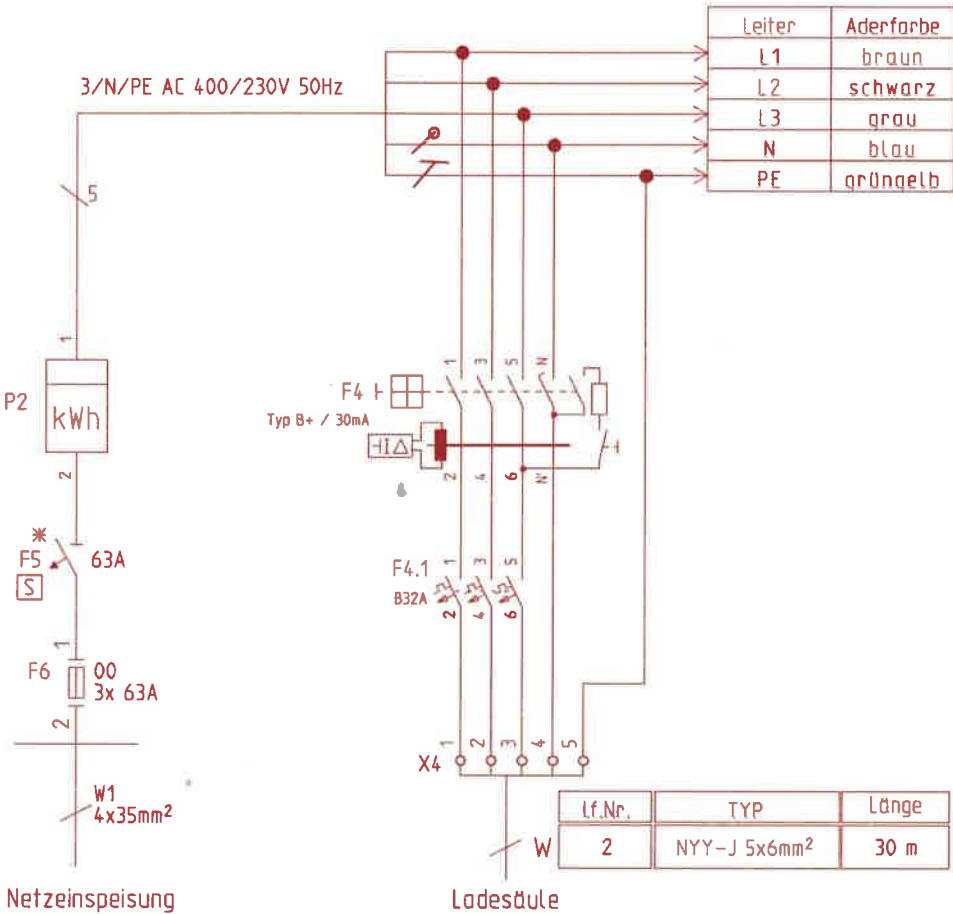 Leiter Aderfarbe
L1 braun
L2 schwarz
L3 grau
N blau
PE grüngelb
3/N/PE AC 400/230V 50Hz
5
1
P2 kWh
2
F5 63A
S
1
F6 00
3x 63A
2
W1
4x35mm²
Netzeinspeisung
1 3 5 N
F4
Typ B+ / 30mA
I△
2 4 6 N'
F4.1 1 3 5
B32A
2 4 6
1 2 3 4 5
X4
W
Lf.Nr. TYP Länge
2 NYY-J 5x6mm² 30 m
Ladesäule